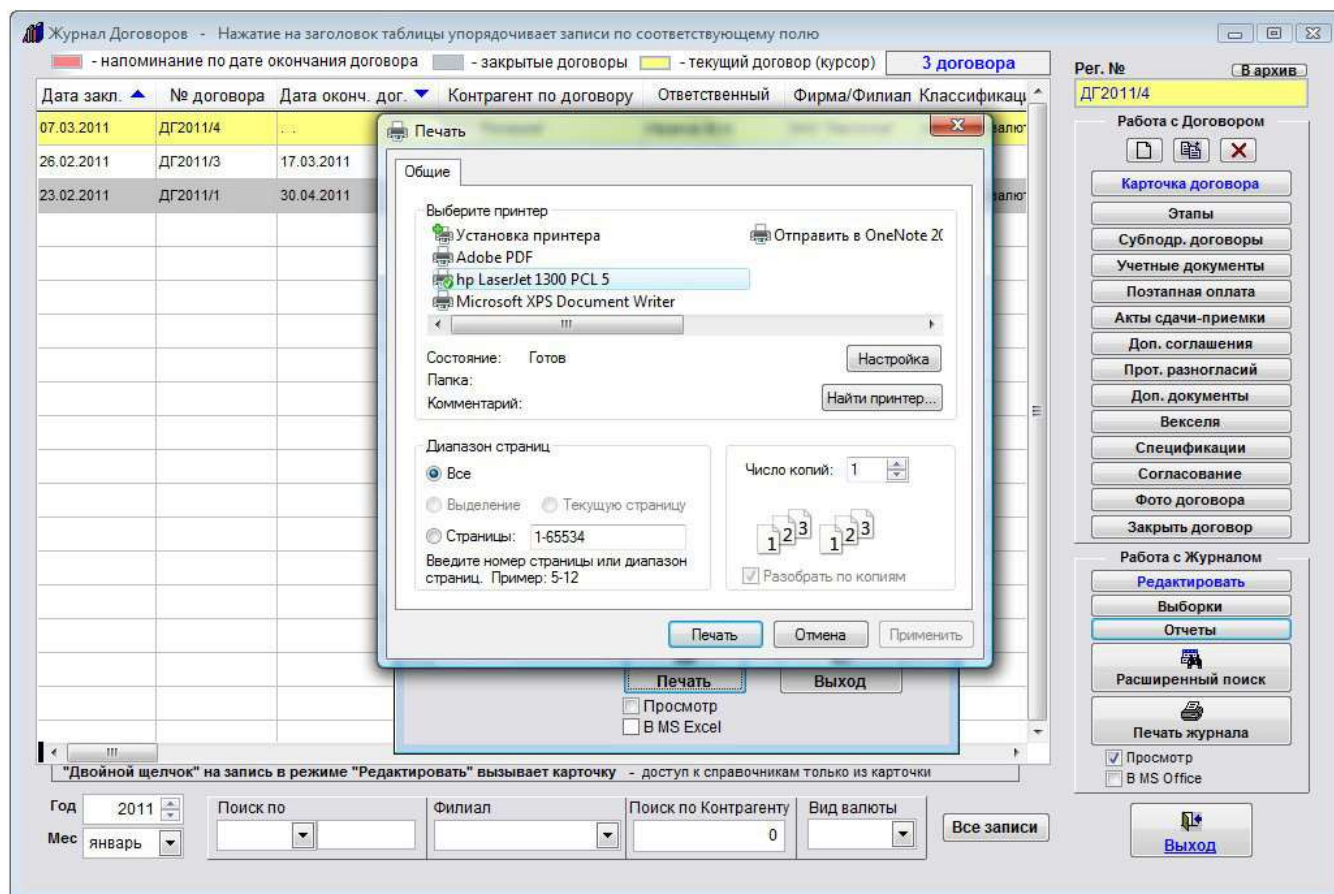 Журнал Договоров - Нажатие на заголовок таблицы упорядочивает записи по соответствующему полю
- напоминание по дате окончания договора - закрытые договоры - текущий договор (курсор) 3 договора
Дата закл. № договора Дата оконч. дог. Контрагент по договору Ответственный Фирма/Филиал Классификаци
07.03.2011 ДГ2011/4 . .
26.02.2011 ДГ2011/3 17.03.2011
23.02.2011 ДГ2011/1 30.04.2011
Печать
Общие
Выберите принтер
Установка принтера Отправить в OneNote 20
Adobe PDF
hp LaserJet 1300 PCL 5
Microsoft XPS Document Writer
Состояние: Готов Настройка
Папка:
Комментарий: Найти принтер...
Диапазон страниц
Все
Выделение Текущую страницу
Страницы: 1-65534
Введите номер страницы или диапазон
страниц. Пример: 5-12
Число копий: 1
1 2 3 1 2 3
Разобрать по копиям
Печать Отмена Применить
Печать Выход
Просмотр
В MS Excel
"Двойной щелчок" на запись в режиме "Редактировать" вызывает карточку - доступ к справочникам только из карточки
Год 2011
Мес январь
Поиск по
Филиал
Поиск по Контрагенту
0
Вид валюты
Все записи
Рег. № В архив
ДГ2011/4
Работа с Договором
Карточка договора
Этапы
Субподр. договоры
Учетные документы
Поэтапная оплата
Акты сдачи-приемки
Доп. соглашения
Прот. разногласий
Доп. документы
Векселя
Спецификации
Согласование
Фото договора
Закрыть договор
Работа с Журналом
Редактировать
Выборки
Отчеты
Расширенный поиск
Печать журнала
Просмотр
В MS Office
Выход